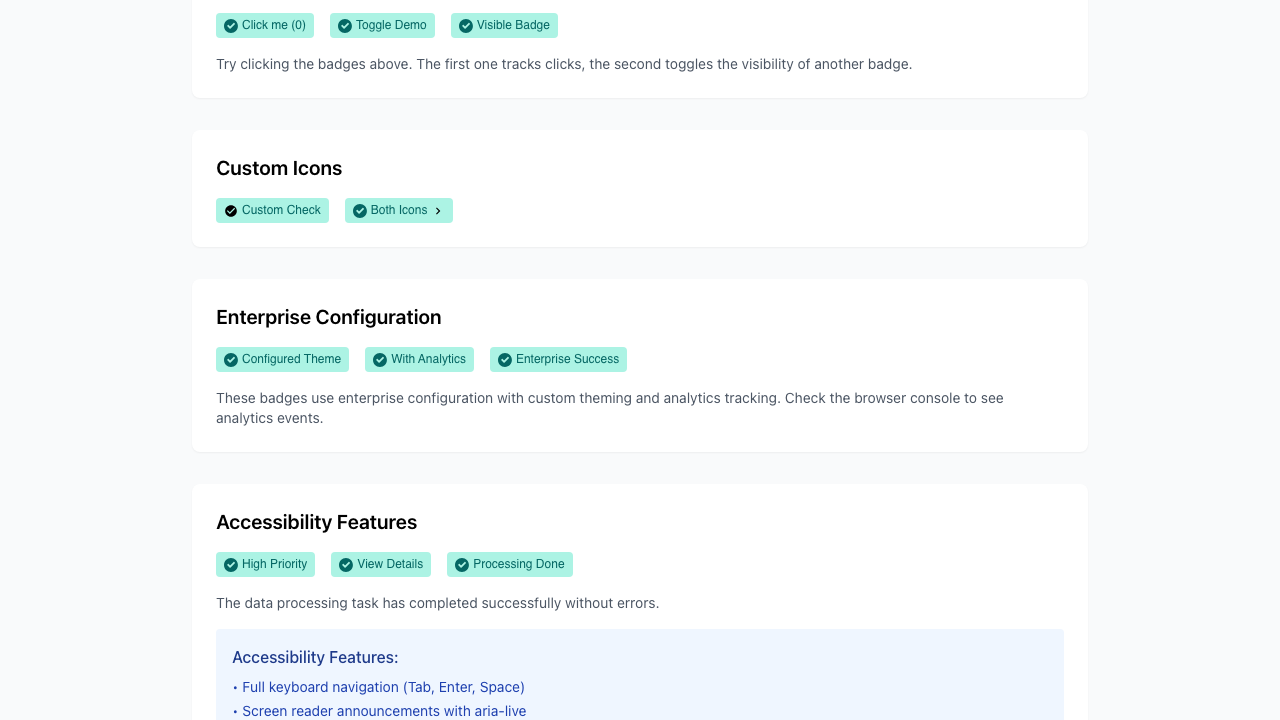 Click me (0) Toggle Demo Visible Badge
Try clicking the badges above. The first one tracks clicks, the second toggles the visibility of another badge.
Custom Icons
Custom Check Both Icons
Enterprise Configuration
Configured Theme With Analytics Enterprise Success
These badges use enterprise configuration with custom theming and analytics tracking. Check the browser console to see
analytics events.
Accessibility Features
High Priority View Details Processing Done
The data processing task has completed successfully without errors.
Accessibility Features:
• Full keyboard navigation (Tab, Enter, Space)
• Screen reader announcements with aria-live